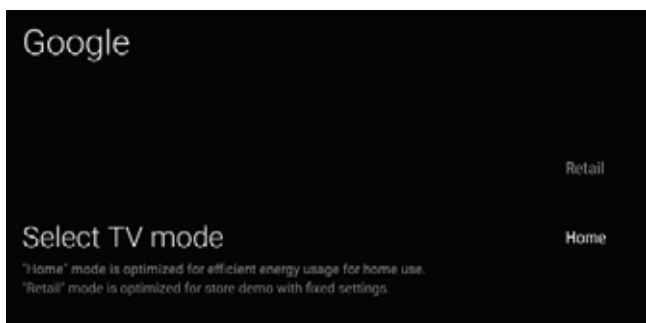 Google
Retail
Select TV mode
Home
"Home" mode is optimized for efficient energy usage for home use.
"Retail" mode is optimized for store demo with fixed settings.